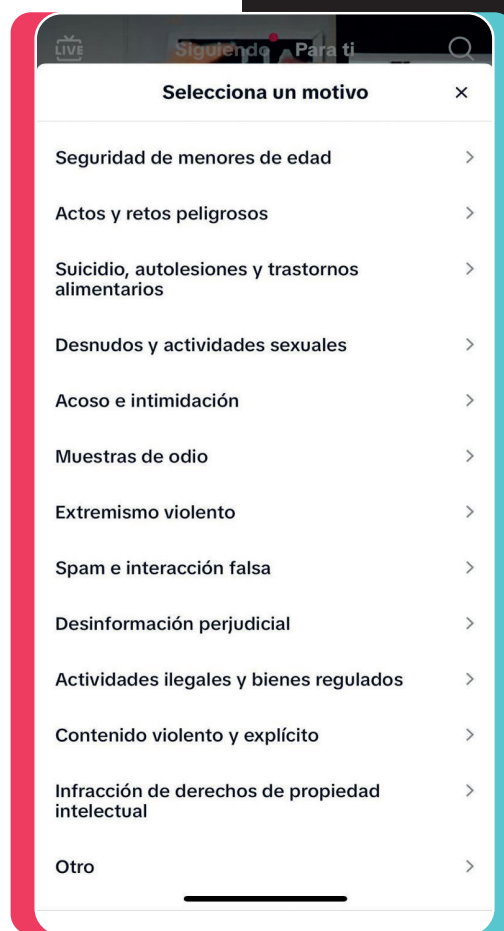 LIVE
Siguiendo Para ti
Selecciona un motivo
Seguridad de menores de edad
Actos y retos peligrosos
Suicidio, autolesiones y trastornos
alimentarios
Desnudos y actividades sexuales
Acoso e intimidación
Muestras de odio
Extremismo violento
Spam e interacción falsa
Desinformación perjudicial
Actividades ilegales y bienes regulados
Contenido violento y explícito
Infracción de derechos de propiedad
intelectual
Otro